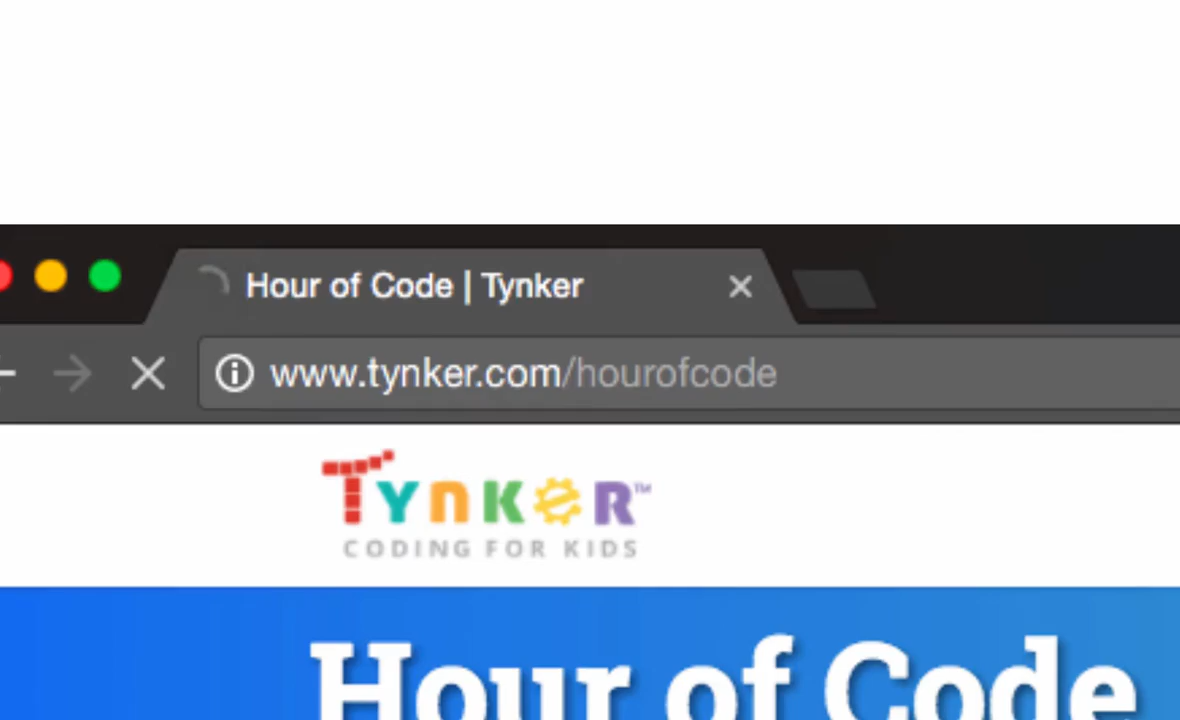 Hour of Code | Tynker
www.tynker.com/hourofcode
TYnKeR™
CODING FOR KIDS
Hour of Code